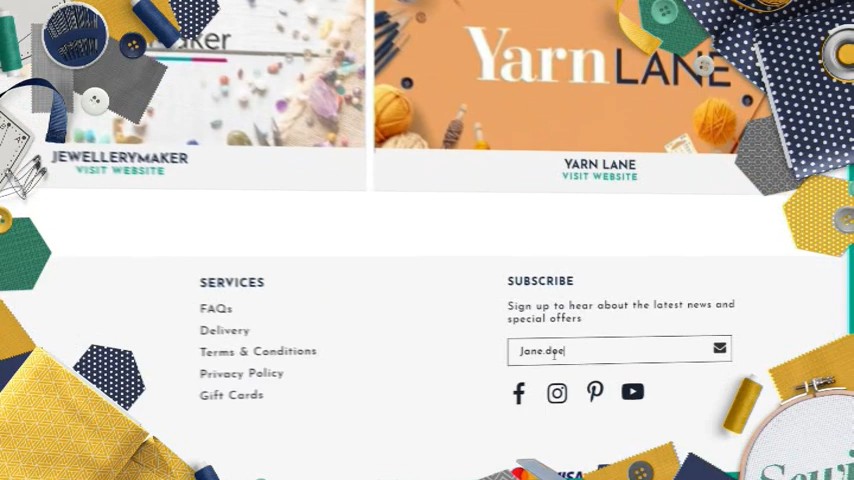 Yarn LANE
JEWELLERYMAKER
VISIT WEBSITE
YARN LANE
VISIT WEBSITE
SERVICES
FAQs
Delivery
Terms & Conditions
Privacy Policy
Gift Cards
SUBSCRIBE
Sign up to hear about the latest news and
special offers
Jane.doe